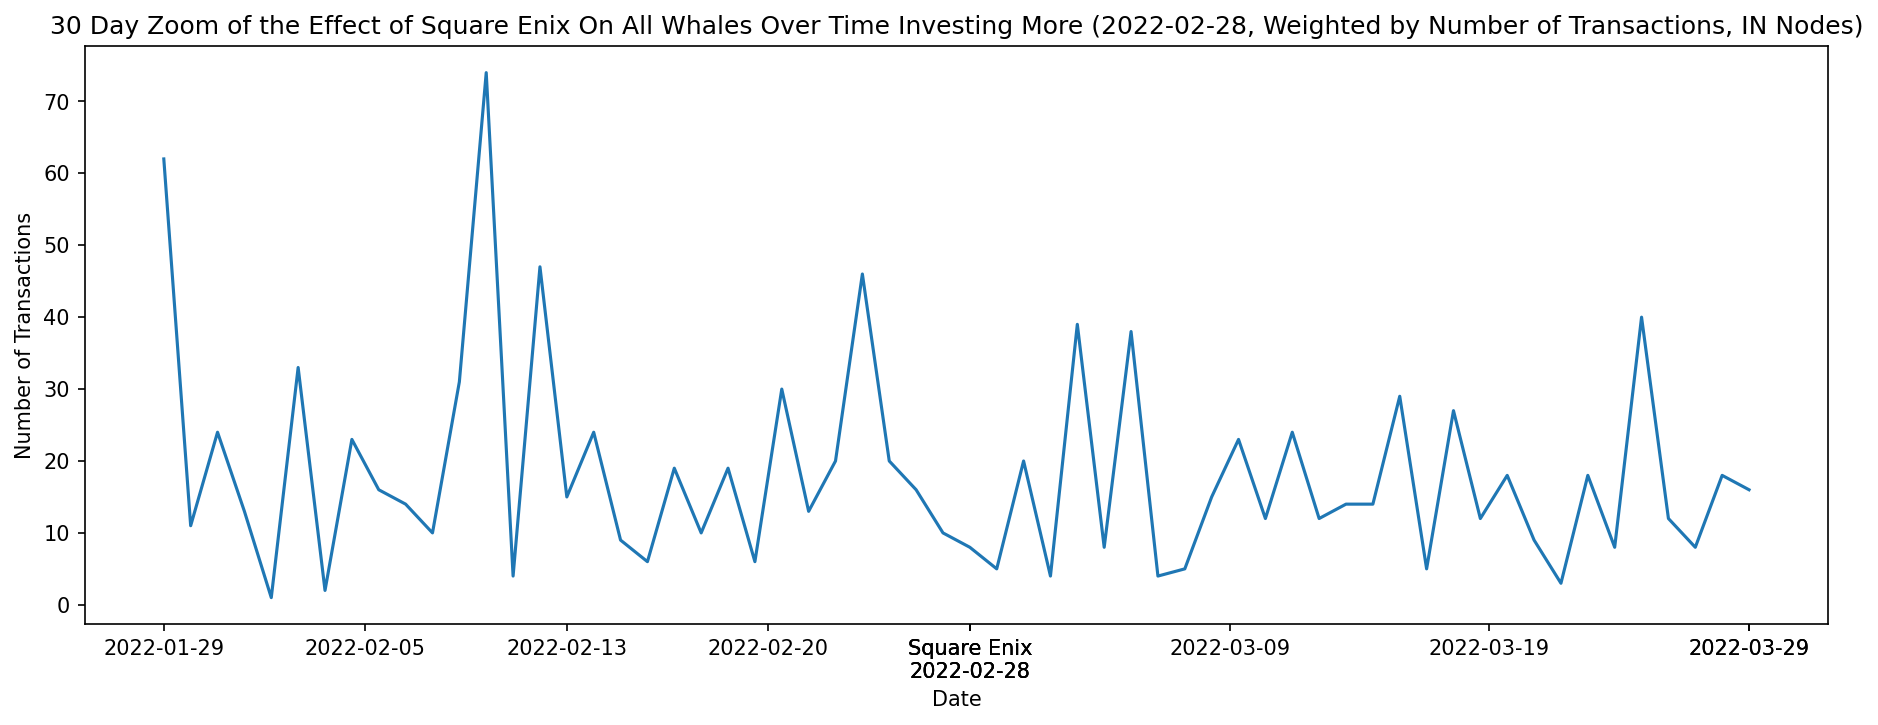 30 Day Zoom of the Effect of Square Enix On All Whales Over Time Investing More (2022-02-28, Weighted by Number of Transactions, IN Nodes)
Number of Transactions
70
60
50
40
30
20
10
0
2022-01-29 2022-02-05 2022-02-13 2022-02-20 Square Enix 2022-03-09 2022-03-19 2022-03-29
2022-02-28
Date